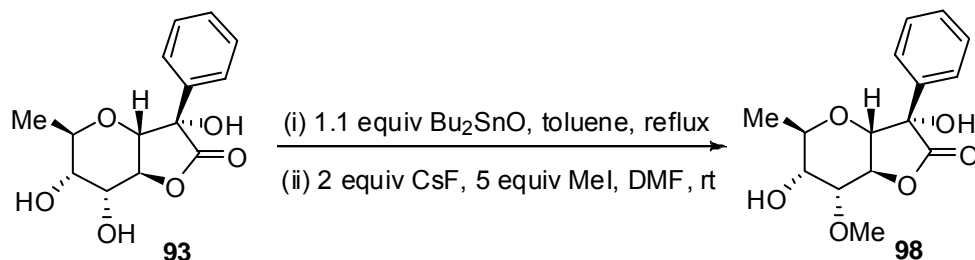 H
Me
O
OH
O
O
HO
OH
93
(i) 1.1 equiv Bu₂SnO, toluene, reflux
(ii) 2 equiv CsF, 5 equiv MeI, DMF, rt
H
Me
O
OH
O
O
HO
OMe
98